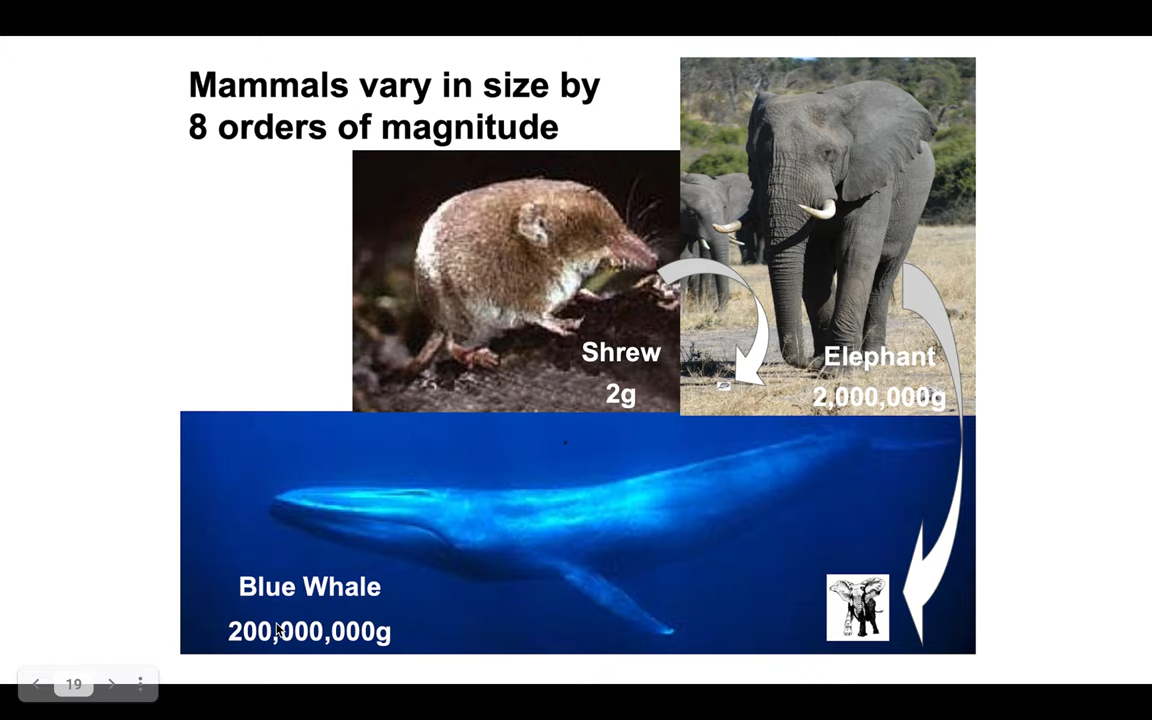 Mammals vary in size by
8 orders of magnitude
Shrew
2g
Elephant
2,000,000g
Blue Whale
200,000,000g
19